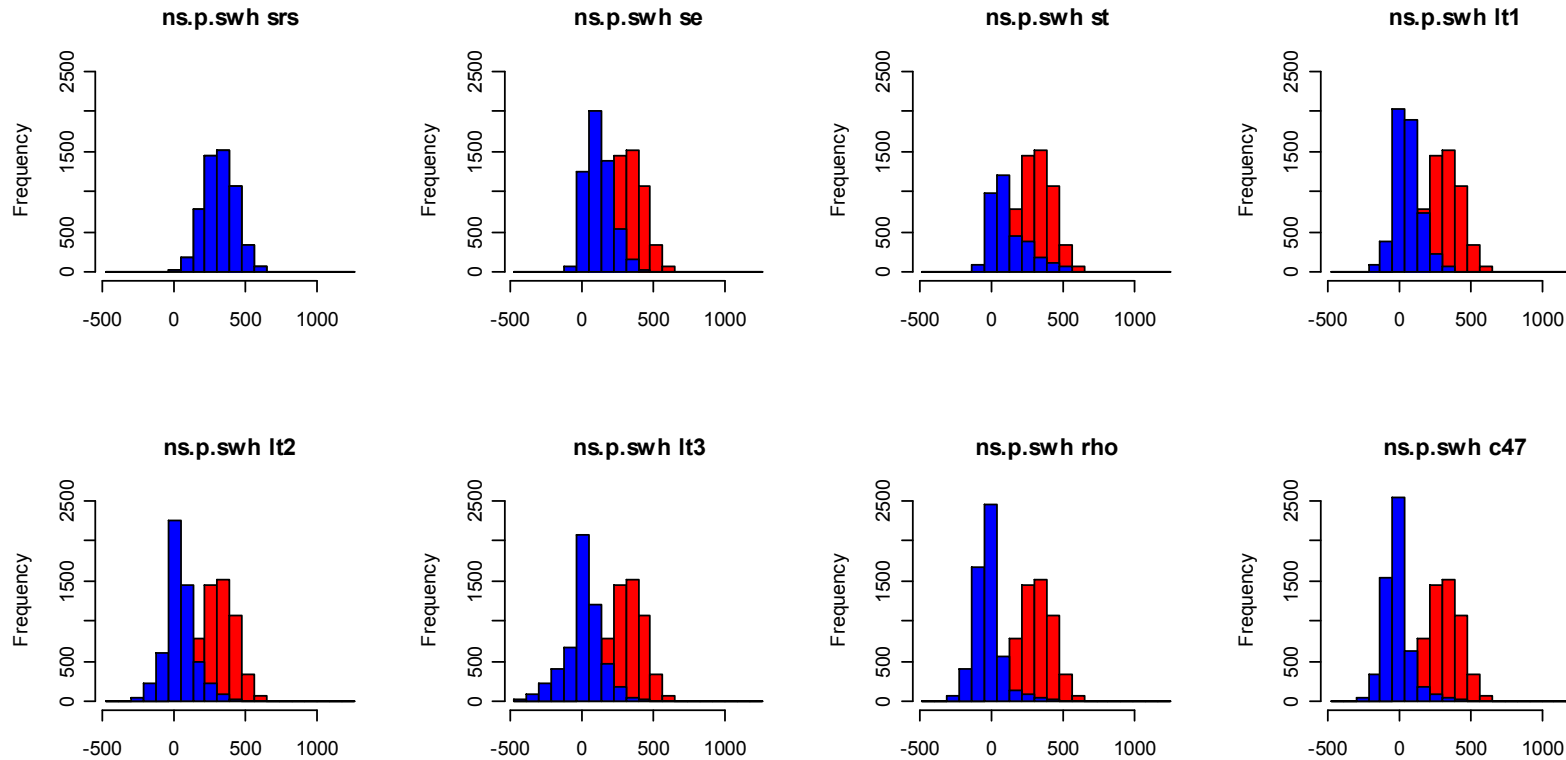 ns.p.swh srs
ns.p.swh se
ns.p.swh st
ns.p.swh lt1
Frequency
0 500 1500 2500
-500 0 500 1000
Frequency
0 500 1500 2500
-500 0 500 1000
Frequency
0 500 1500 2500
-500 0 500 1000
Frequency
0 500 1500 2500
-500 0 500 1000
ns.p.swh lt2
ns.p.swh lt3
ns.p.swh rho
ns.p.swh c47
Frequency
0 500 1500 2500
-500 0 500 1000
Frequency
0 500 1500 2500
-500 0 500 1000
Frequency
0 500 1500 2500
-500 0 500 1000
Frequency
0 500 1500 2500
-500 0 500 1000